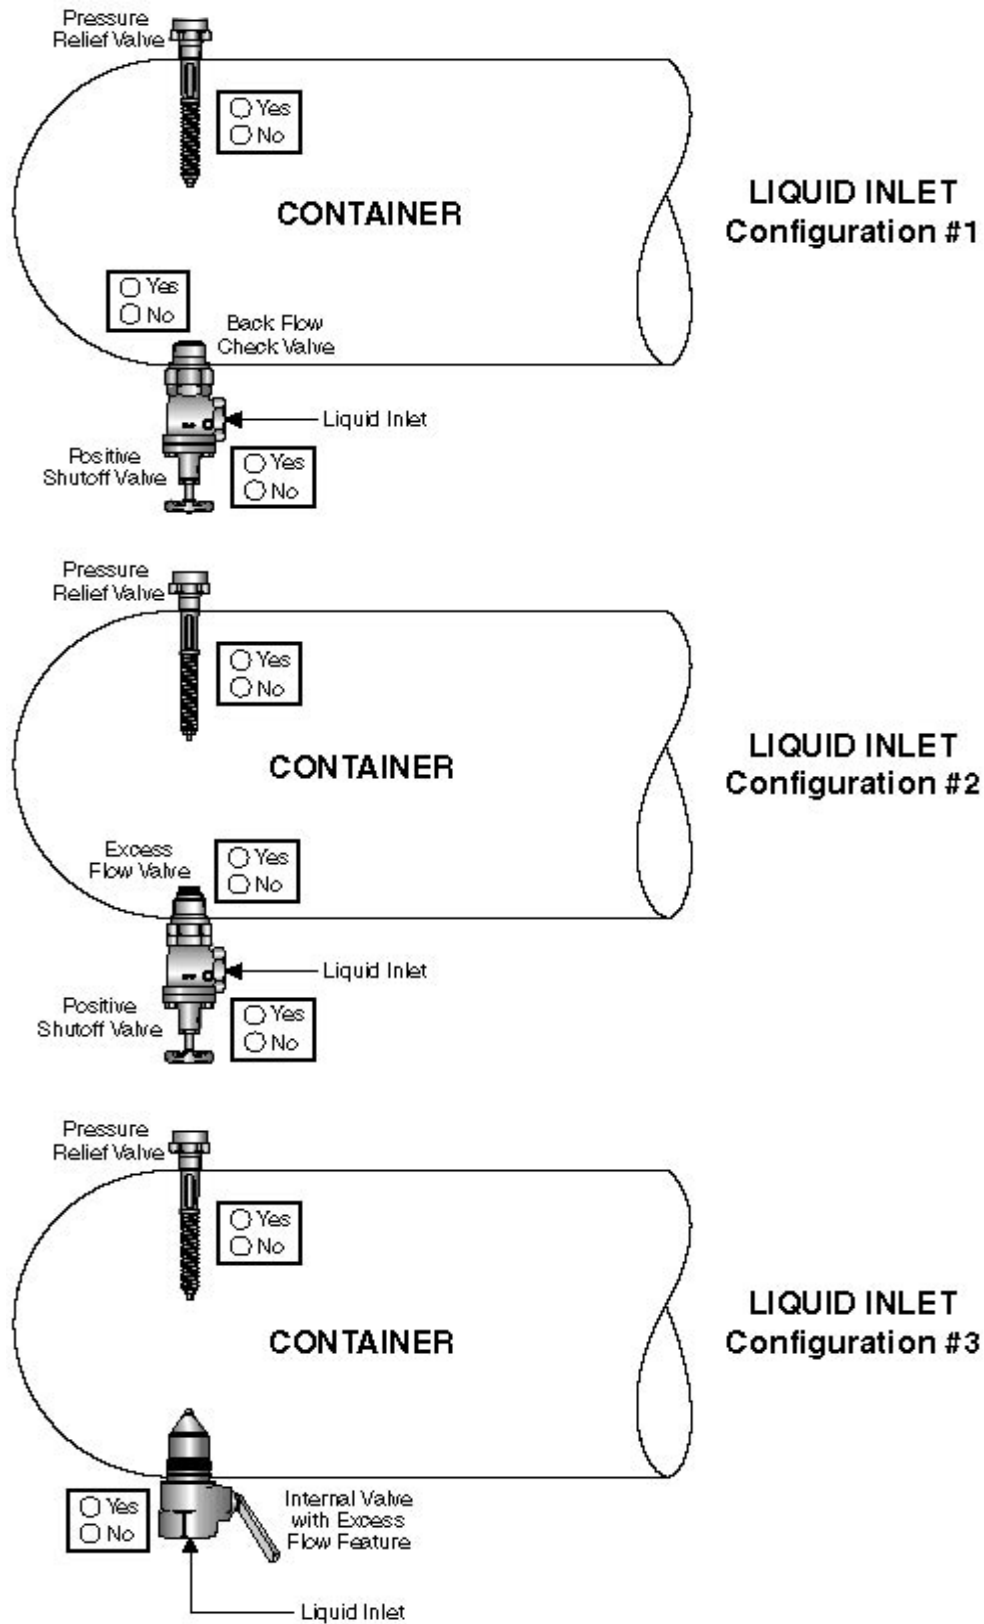 Pressure
Relief Valve
Yes
No
CONTAINER
LIQUID INLET
Configuration #1
Yes
No
Back Flow
Check Valve
Liquid Inlet
Positive
Shutoff Valve
Yes
No
Pressure
Relief Valve
Yes
No
CONTAINER
LIQUID INLET
Configuration #2
Excess
Flow Valve
Yes
No
Liquid Inlet
Positive
Shutoff Valve
Yes
No
Pressure
Relief Valve
Yes
No
CONTAINER
LIQUID INLET
Configuration #3
Yes
No
Internal Valve
with Excess
Flow Feature
Liquid Inlet